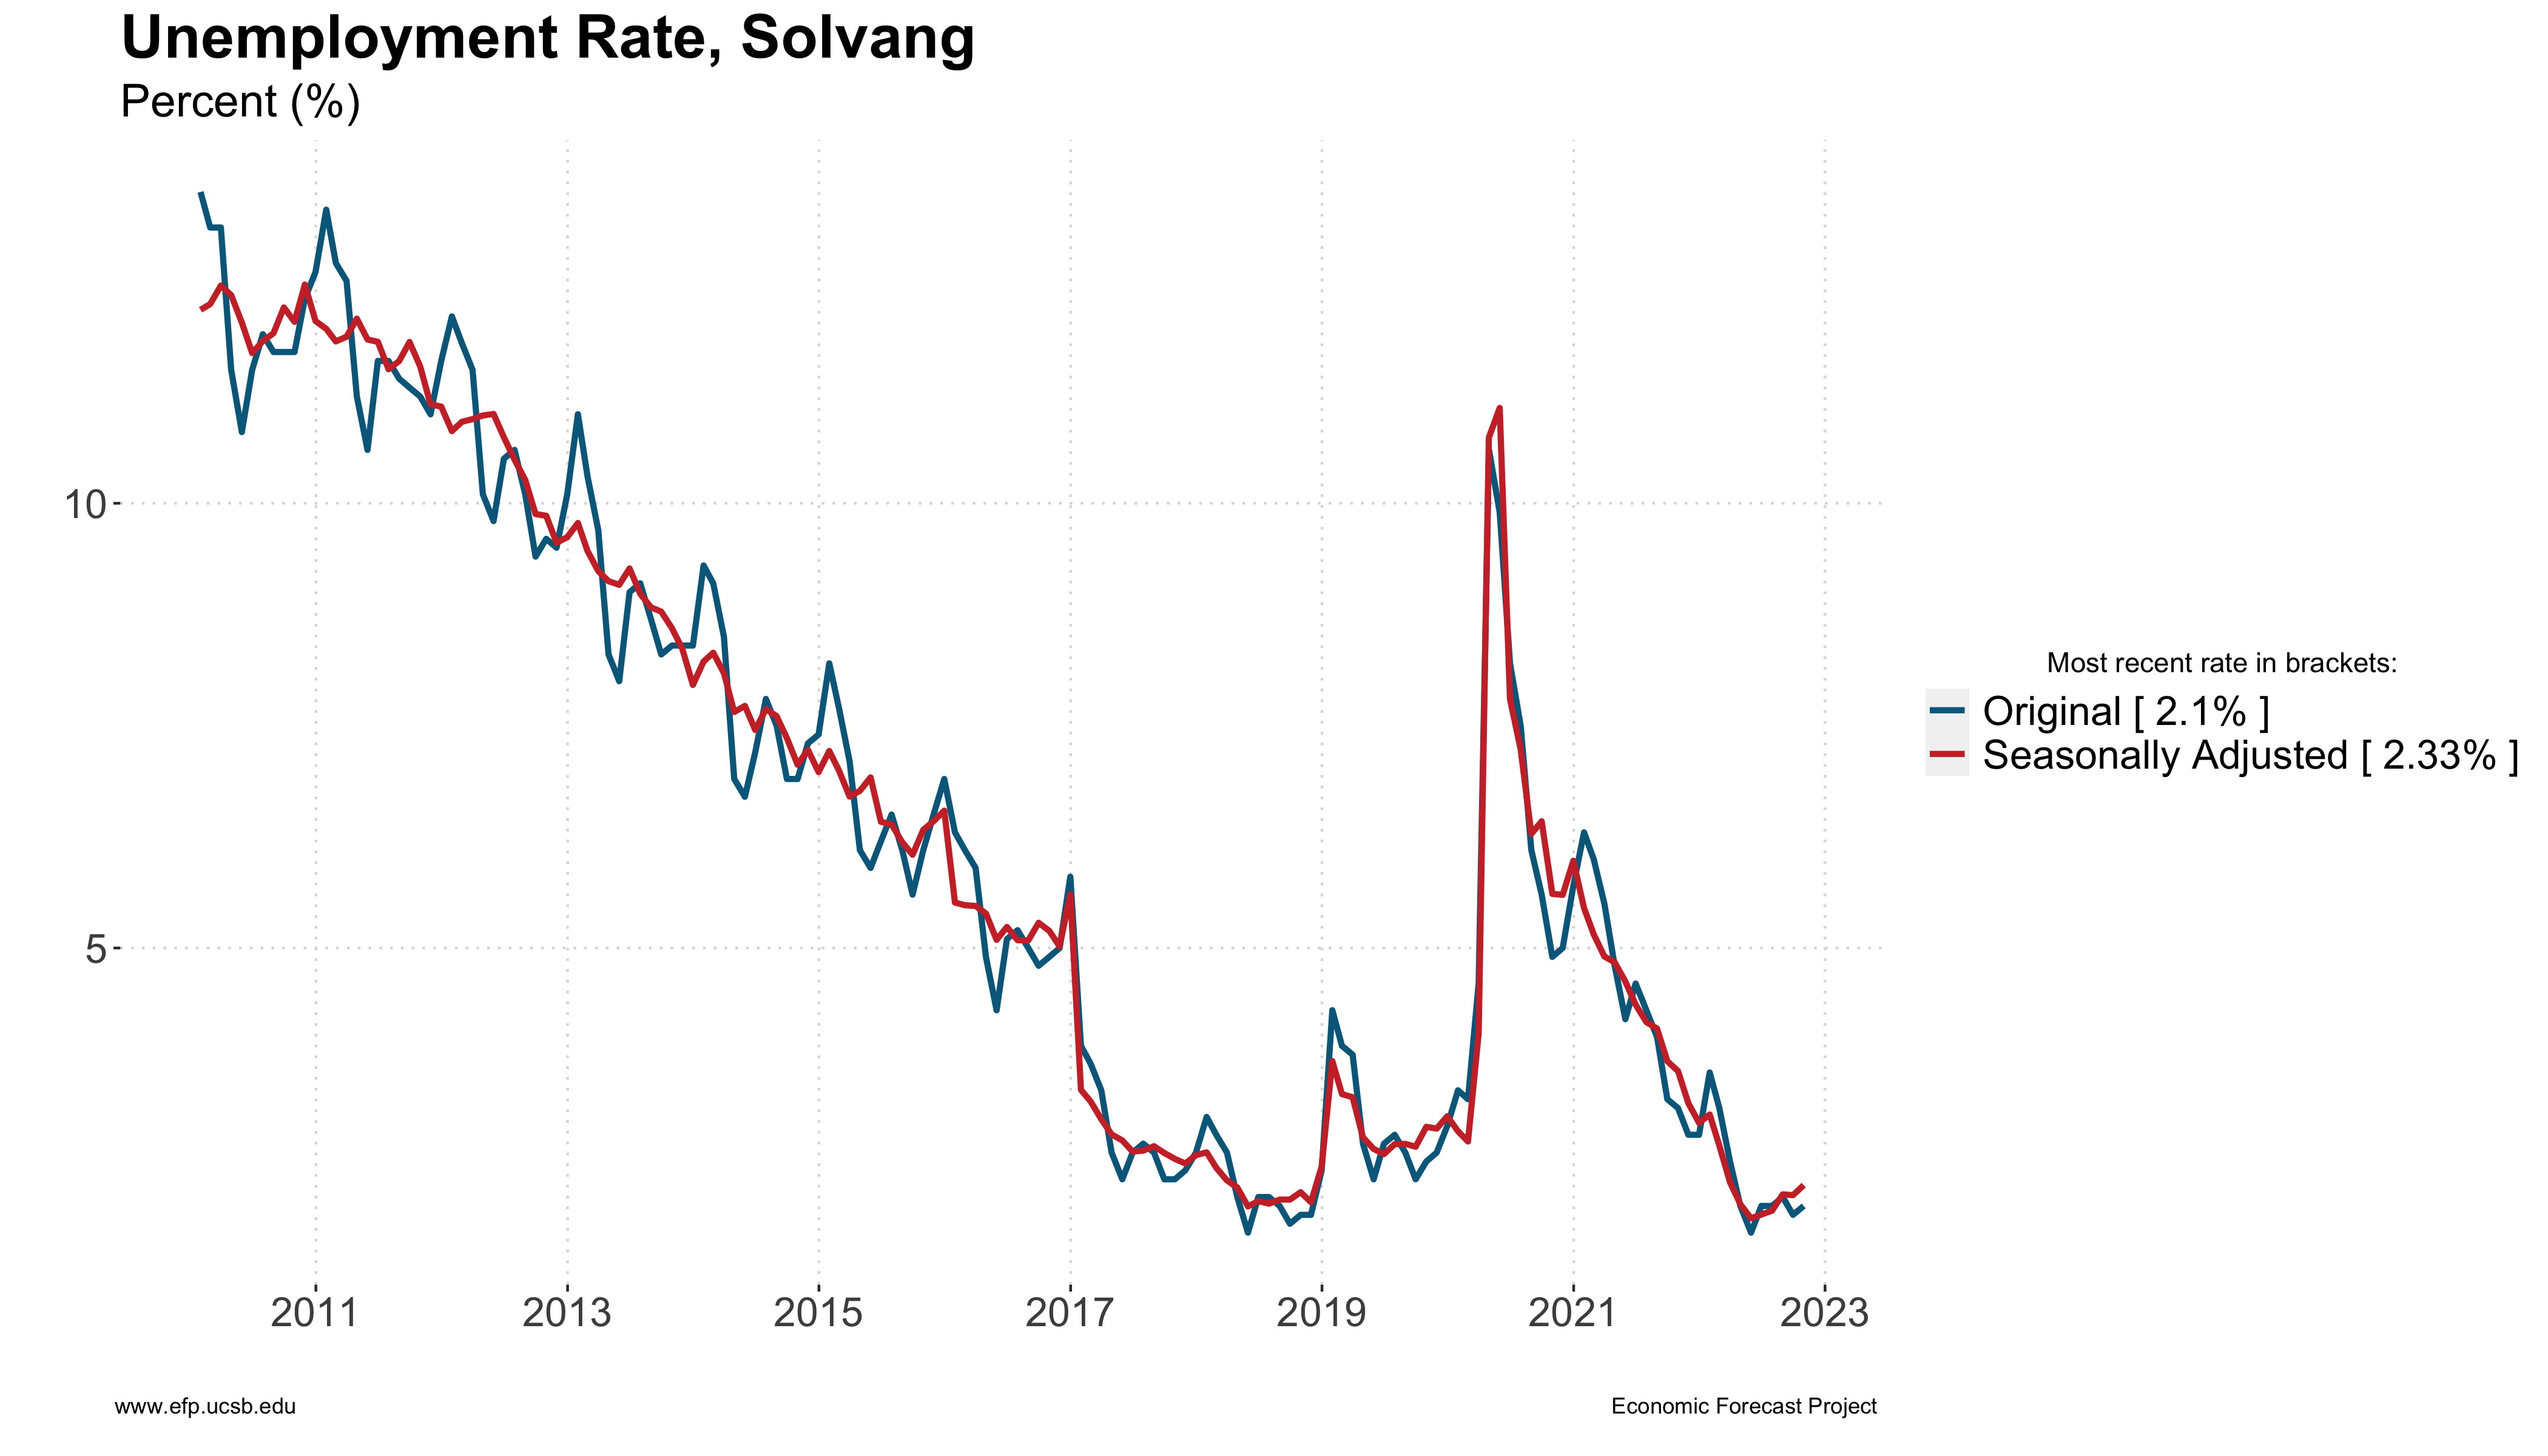 Unemployment Rate, Solvang
Percent (%)
10
5
2011 2013 2015 2017 2019 2021 2023
Most recent rate in brackets:
Original [ 2.1% ]
Seasonally Adjusted [ 2.33% ]
www.efp.ucsb.edu
Economic Forecast Project